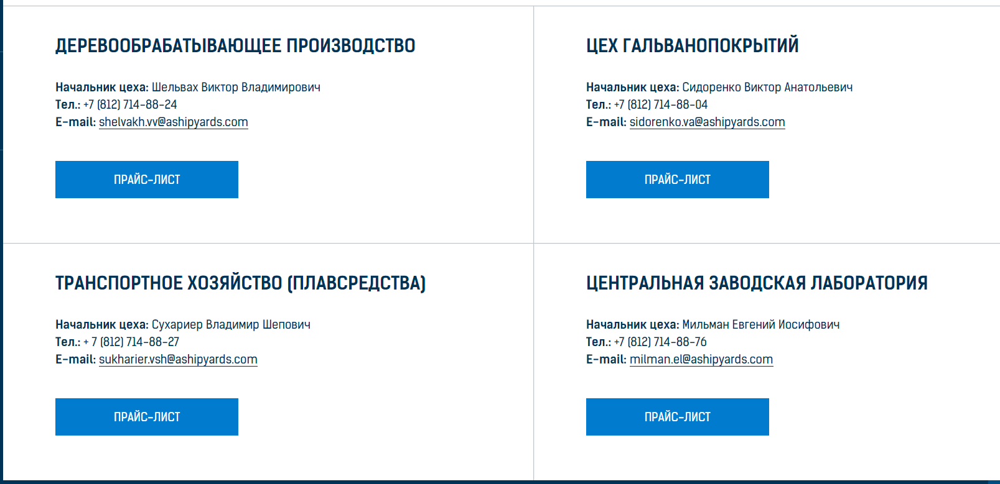 ДЕРЕВООБРАБАТЫВАЮЩЕЕ ПРОИЗВОДСТВО
Начальник цеха: Шельвах Виктор Владимирович
Тел.: +7 (812) 714-88-24
E-mail: shelvakh.vv@ashipyards.com
ПРАЙС-ЛИСТ
ЦЕХ ГАЛЬВАНОПОКРЫТИЙ
Начальник цеха: Сидоренко Виктор Анатольевич
Тел.: +7 (812) 714-88-04
E-mail: sidorenko.va@ashipyards.com
ПРАЙС-ЛИСТ
ТРАНСПОРТНОЕ ХОЗЯЙСТВО (ПЛАВСРЕДСТВА)
Начальник цеха: Сухариер Владимир Шепович
Тел.: + 7 (812) 714-88-27
E-mail: sukharier.vsh@ashipyards.com
ПРАЙС-ЛИСТ
ЦЕНТРАЛЬНАЯ ЗАВОДСКАЯ ЛАБОРАТОРИЯ
Начальник цеха: Мильман Евгений Иосифович
Тел.: +7 (812) 714-88-76
E-mail: milman.el@ashipyards.com
ПРАЙС-ЛИСТ